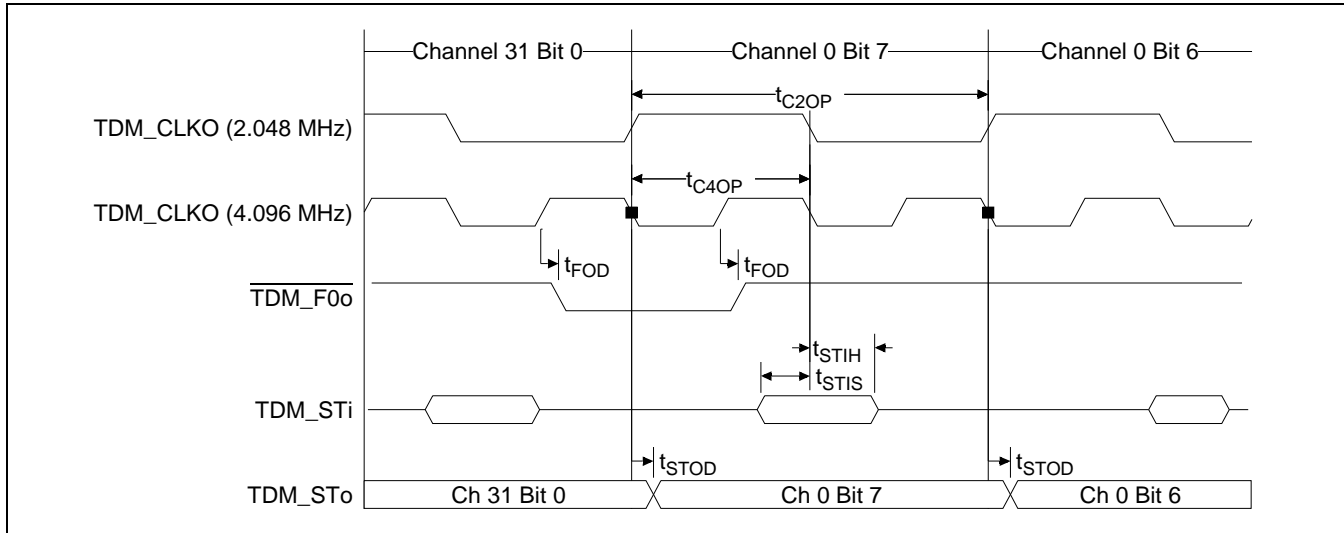 Channel 31 Bit 0 Channel 0 Bit 7 Channel 0 Bit 6
tC2OP
TDM_CLKO (2.048 MHz)
tC4OP
TDM_CLKO (4.096 MHz)
tFOD tFOD
TDM_F0o
tSTIH
tSTIS
TDM_STi
tSTOD tSTOD
TDM_STo Ch 31 Bit 0 Ch 0 Bit 7 Ch 0 Bit 6